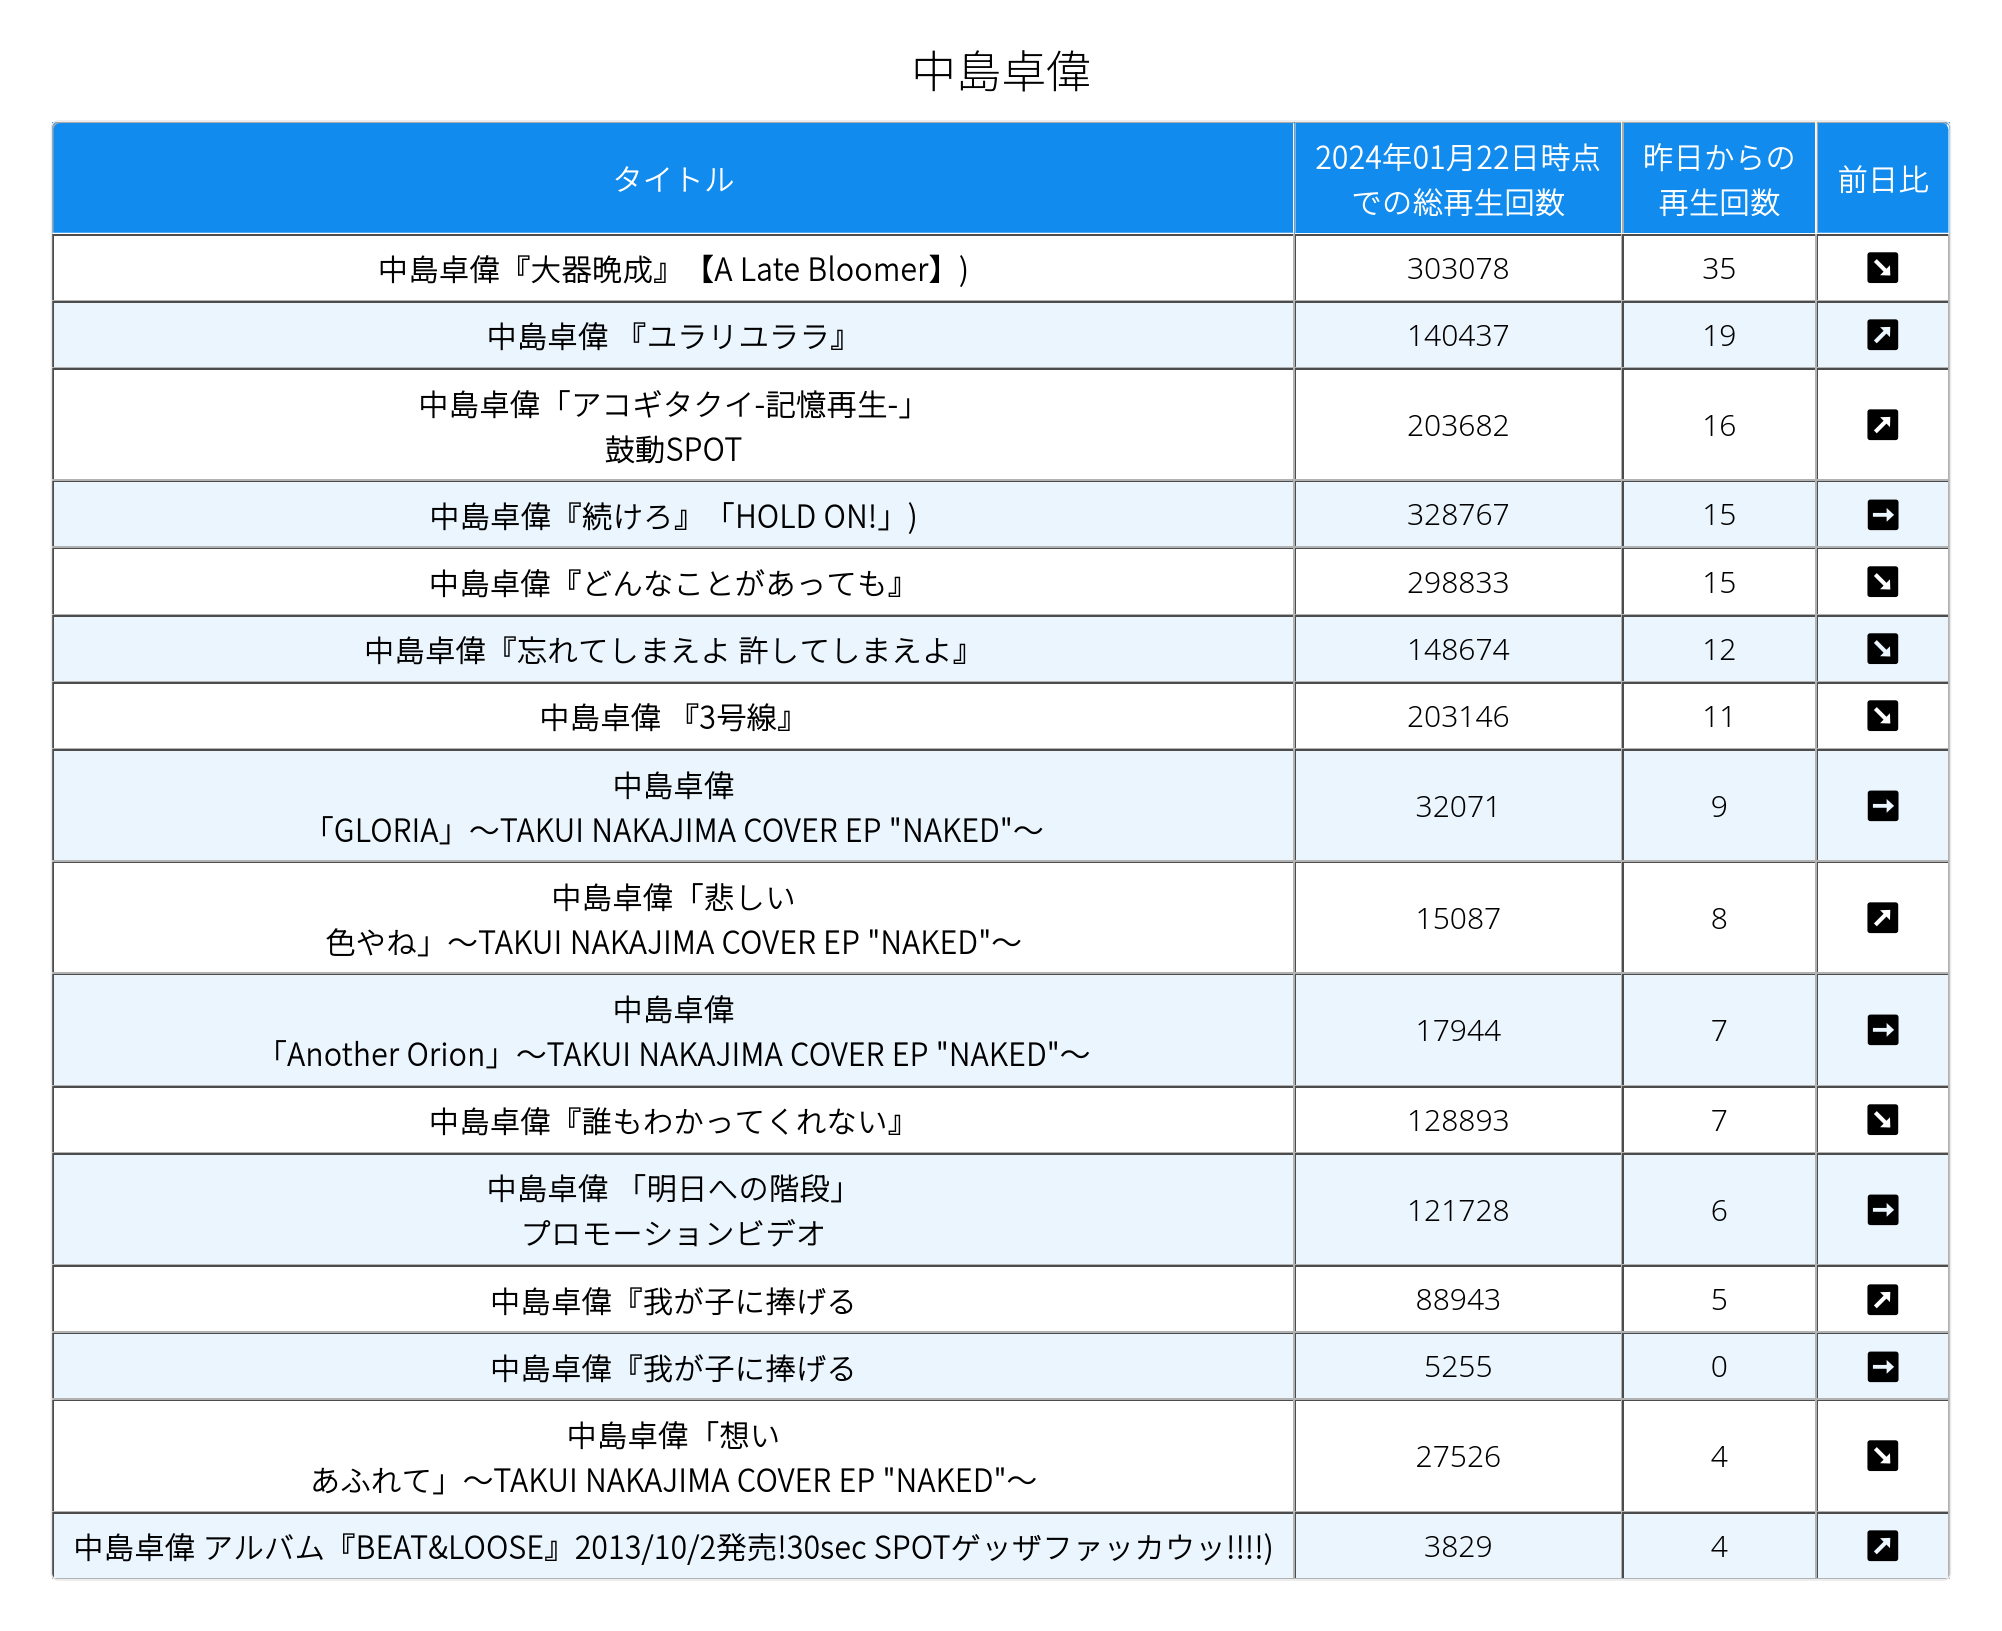 中島卓偉
タイトル
2024年01月22日時点
での総再生回数
昨日からの
再生回数
前日比
中島卓偉『大器晩成』【A Late Bloomer】)
303078
35
中島卓偉 『ユラリユララ』
140437
19
中島卓偉「アコギタクイ-記憶再生-」
鼓動SPOT
203682
16
中島卓偉『続けろ』「HOLD ON!」)
328767
15
中島卓偉『どんなことがあっても』
298833
15
中島卓偉『忘れてしまえよ 許してしまえよ』
148674
12
中島卓偉 『3号線』
203146
11
中島卓偉
「GLORIA」～TAKUI NAKAJIMA COVER EP "NAKED"～
32071
9
中島卓偉「悲しい
色やね」～TAKUI NAKAJIMA COVER EP "NAKED"～
15087
8
中島卓偉
「Another Orion」～TAKUI NAKAJIMA COVER EP "NAKED"～
17944
7
中島卓偉『誰もわかってくれない』
128893
7
中島卓偉 「明日への階段」
プロモーションビデオ
121728
6
中島卓偉『我が子に捧げる
88943
5
中島卓偉『我が子に捧げる
5255
0
中島卓偉「想い
あふれて」～TAKUI NAKAJIMA COVER EP "NAKED"～
27526
4
中島卓偉 アルバム『BEAT&LOOSE』2013/10/2発売!30sec SPOTゲッザファッカウッ!!!!)
3829
4